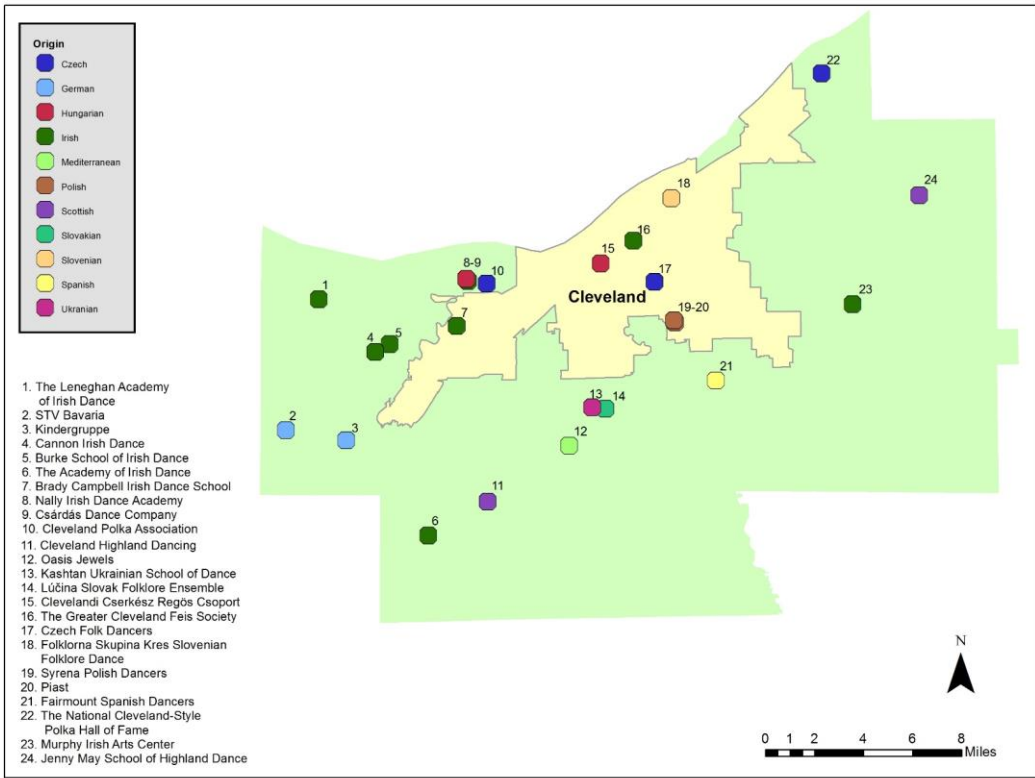 Origin
Czech
German
Hungarian
Irish
Mediterranean
Polish
Scottish
Slovakian
Slovenian
Spanish
Ukranian
1. The Leneghan Academy
of Irish Dance
2. STV Bavaria
3. Kindergruppe
4. Cannon Irish Dance
5. Burke School of Irish Dance
6. The Academy of Irish Dance
7. Brady Campbell Irish Dance School
8. Nally Irish Dance Academy
9. Csárdás Dance Company
10. Cleveland Polka Association
11. Cleveland Highland Dancing
12. Oasis Jewels
13. Kashtan Ukrainian School of Dance
14. Lúčina Slovak Folklore Ensemble
15. Clevelandi Cserkész Regös Csoport
16. The Greater Cleveland Feis Society
17. Czech Folk Dancers
18. Folklorna Skupina Kres Slovenian
Folklore Dance
19. Syrena Polish Dancers
20. Piast
21. Fairmount Spanish Dancers
22. The National Cleveland-Style
Polka Hall of Fame
23. Murphy Irish Arts Center
24. Jenny May School of Highland Dance
22
24
18
16
15
8-9
10
17
1
Cleveland
23
19-20
7
5
4
21
13
14
2
3
12
11
6
N
0 1 2 4 6 8
Miles